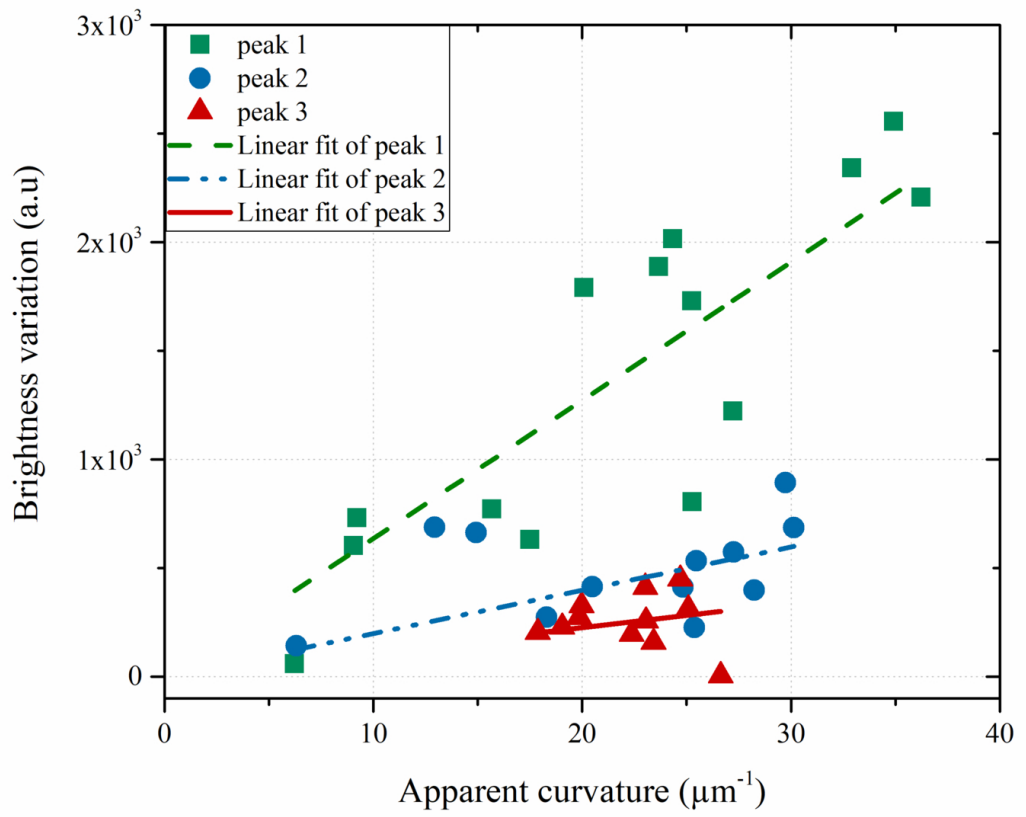 3x10³
peak 1
peak 2
peak 3
Linear fit of peak 1
Linear fit of peak 2
Linear fit of peak 3
2x10³
1x10³
0
0 10 20 30 40
Brightness variation (a.u)
Apparent curvature (µm⁻¹)